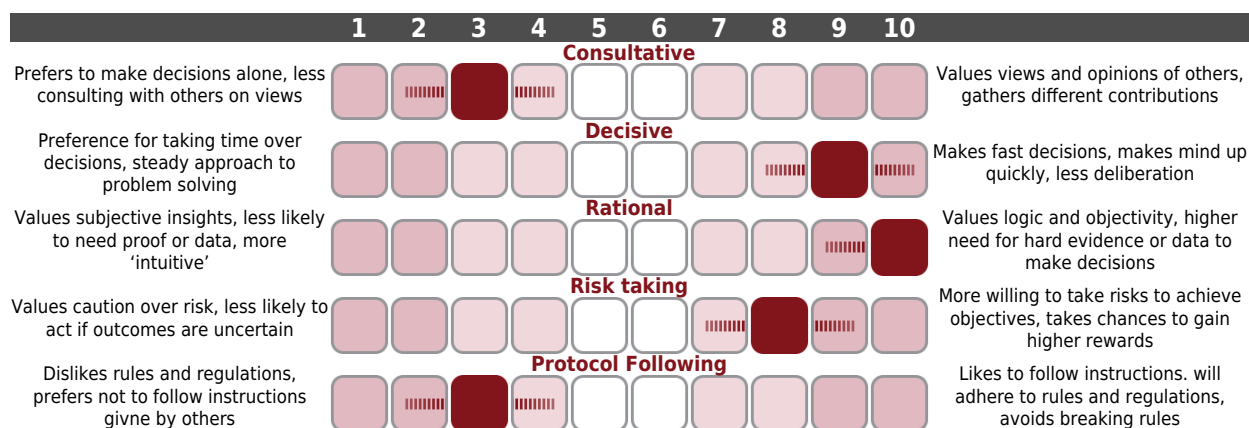 1 2 3 4 5 6 7 8 9 10
Consultative
Prefers to make decisions alone, less
consulting with others on views
Values views and opinions of others,
gathers different contributions
Decisive
Preference for taking time over
decisions, steady approach to
problem solving
Makes fast decisions, makes mind up
quickly, less deliberation
Rational
Values subjective insights, less likely
to need proof or data, more
‘intuitive’
Values logic and objectivity, higher
need for hard evidence or data to
make decisions
Risk taking
Values caution over risk, less likely to
act if outcomes are uncertain
More willing to take risks to achieve
objectives, takes chances to gain
higher rewards
Protocol Following
Dislikes rules and regulations,
prefers not to follow instructions
givne by others
Likes to follow instructions. will
adhere to rules and regulations,
avoids breaking rules